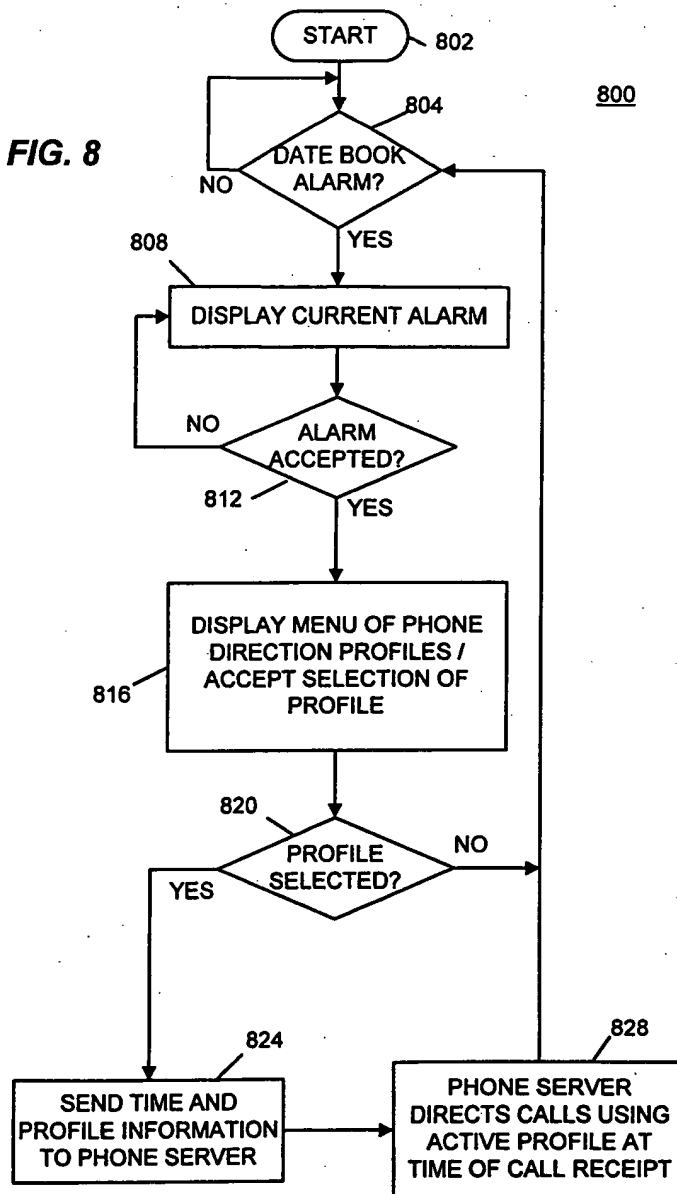 START
802
800
804
FIG. 8
DATE BOOK
ALARM?
NO
YES
808
DISPLAY CURRENT ALARM
NO
ALARM
ACCEPTED?
812
YES
DISPLAY MENU OF PHONE
DIRECTION PROFILES /
ACCEPT SELECTION OF
PROFILE
816
820
PROFILE
SELECTED?
NO
YES
824
SEND TIME AND
PROFILE INFORMATION
TO PHONE SERVER
828
PHONE SERVER
DIRECTS CALLS USING
ACTIVE PROFILE AT
TIME OF CALL RECEIPT